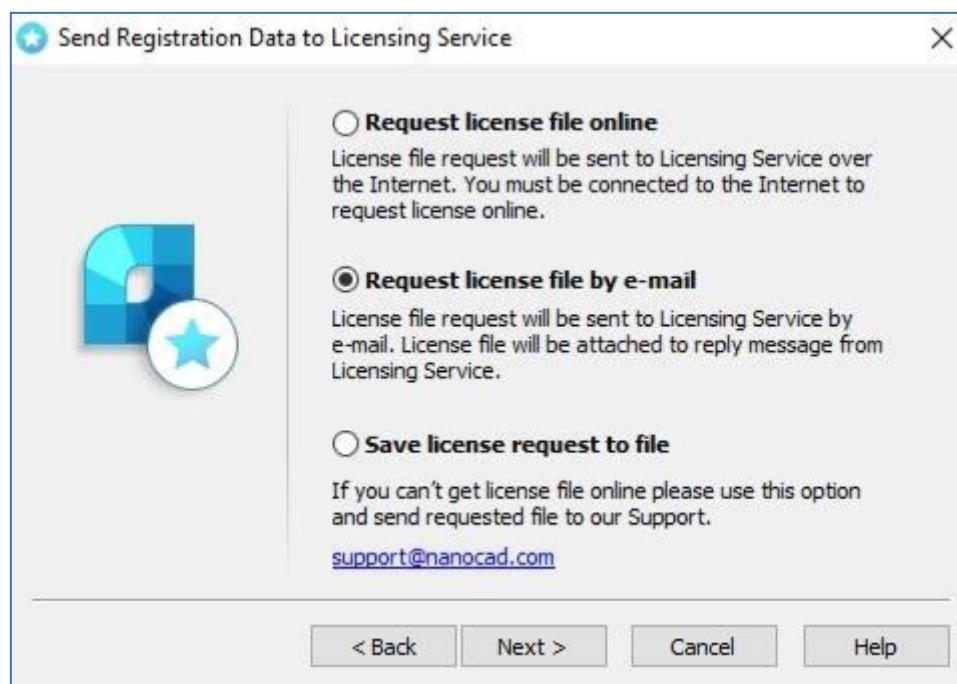 Send Registration Data to Licensing Service
Request license file online
License file request will be sent to Licensing Service over
the Internet. You must be connected to the Internet to
request license online.
Request license file by e-mail
License file request will be sent to Licensing Service by
e-mail. License file will be attached to reply message from
Licensing Service.
Save license request to file
If you can't get license file online please use this option
and send requested file to our Support.
support@nanocad.com
< Back
Next >
Cancel
Help